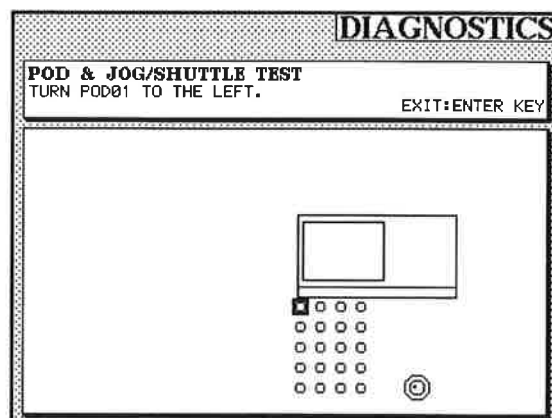 DIAGNOSTICS
POD & JOG/SHUTTLE TEST
TURN POD01 TO THE LEFT.
EXIT:ENTER KEY